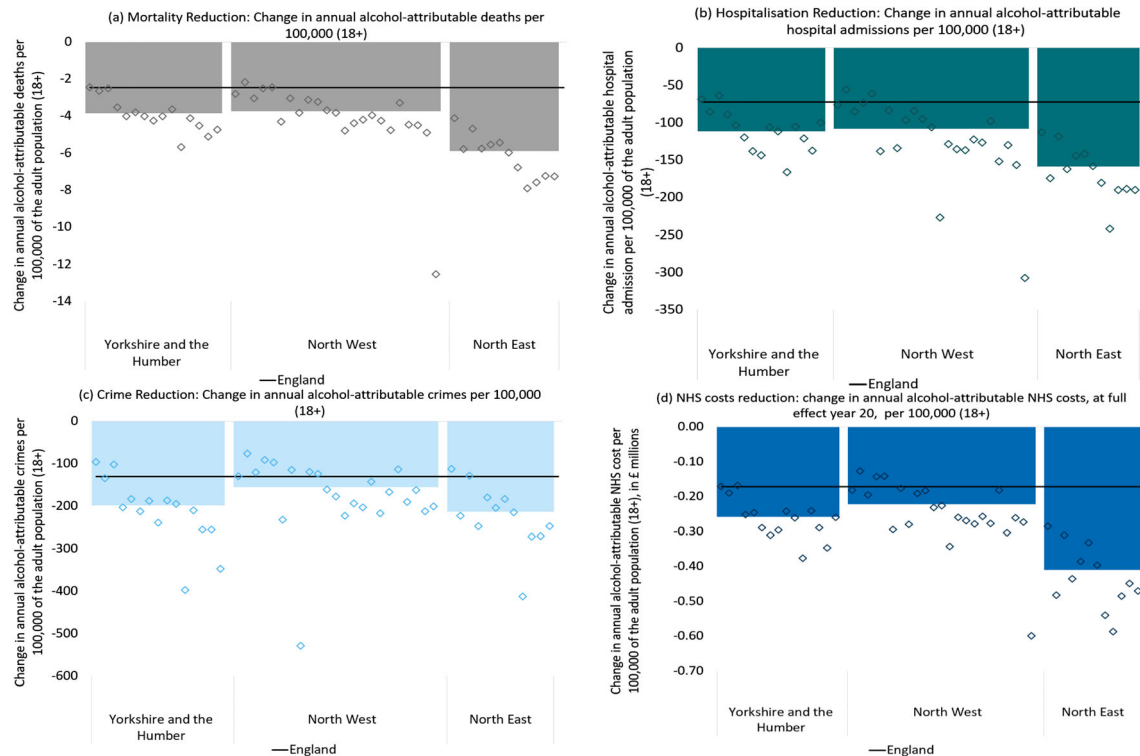 (a) Mortality Reduction: Change in annual alcohol-attributable deaths per
100,000 (18+)
Change in annual alcohol-attributable deaths per
100,000 of the adult population (18+)
0
-2
-4
-6
-8
-10
-12
-14
Yorkshire and the
Humber
North West
North East
England
(b) Hospitalisation Reduction: Change in annual alcohol-attributable
hospital admissions per 100,000 (18+)
Change in annual alcohol-attributable hospital
admission per 100,000 of the adult population
(18+)
0
-50
-100
-150
-200
-250
-300
-350
Yorkshire and the
Humber
North West
North East
England
(c) Crime Reduction: Change in annual alcohol-attributable crimes per 100,000
(18+)
Change in annual alcohol-attributable crimes per
100,000 of the adult population (18+)
0
-100
-200
-300
-400
-500
-600
Yorkshire and the
Humber
North West
North East
England
(d) NHS costs reduction: change in annual alcohol-attributable NHS costs, at full
effect year 20, per 100,000 (18+)
Change in annual alcohol-attributable NHS cost per
100,000 of the adult population (18+), in £ millions
0.00
-0.10
-0.20
-0.30
-0.40
-0.50
-0.60
-0.70
Yorkshire and the
Humber
North West
North East
England